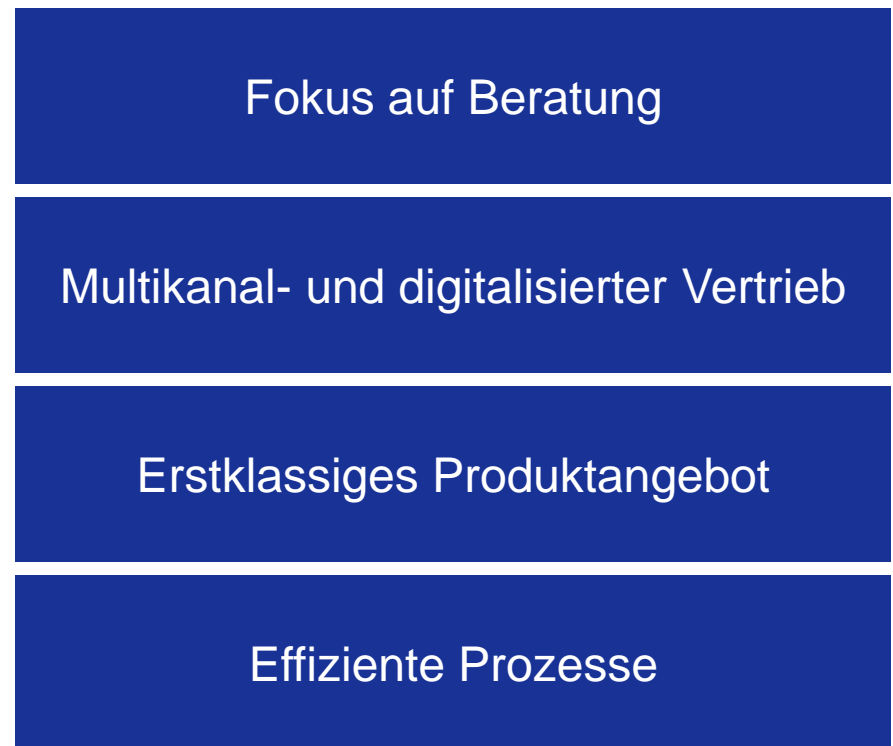 Fokus auf Beratung
Multikanal- und digitalisierter Vertrieb
Erstklassiges Produktangebot
Effiziente Prozesse